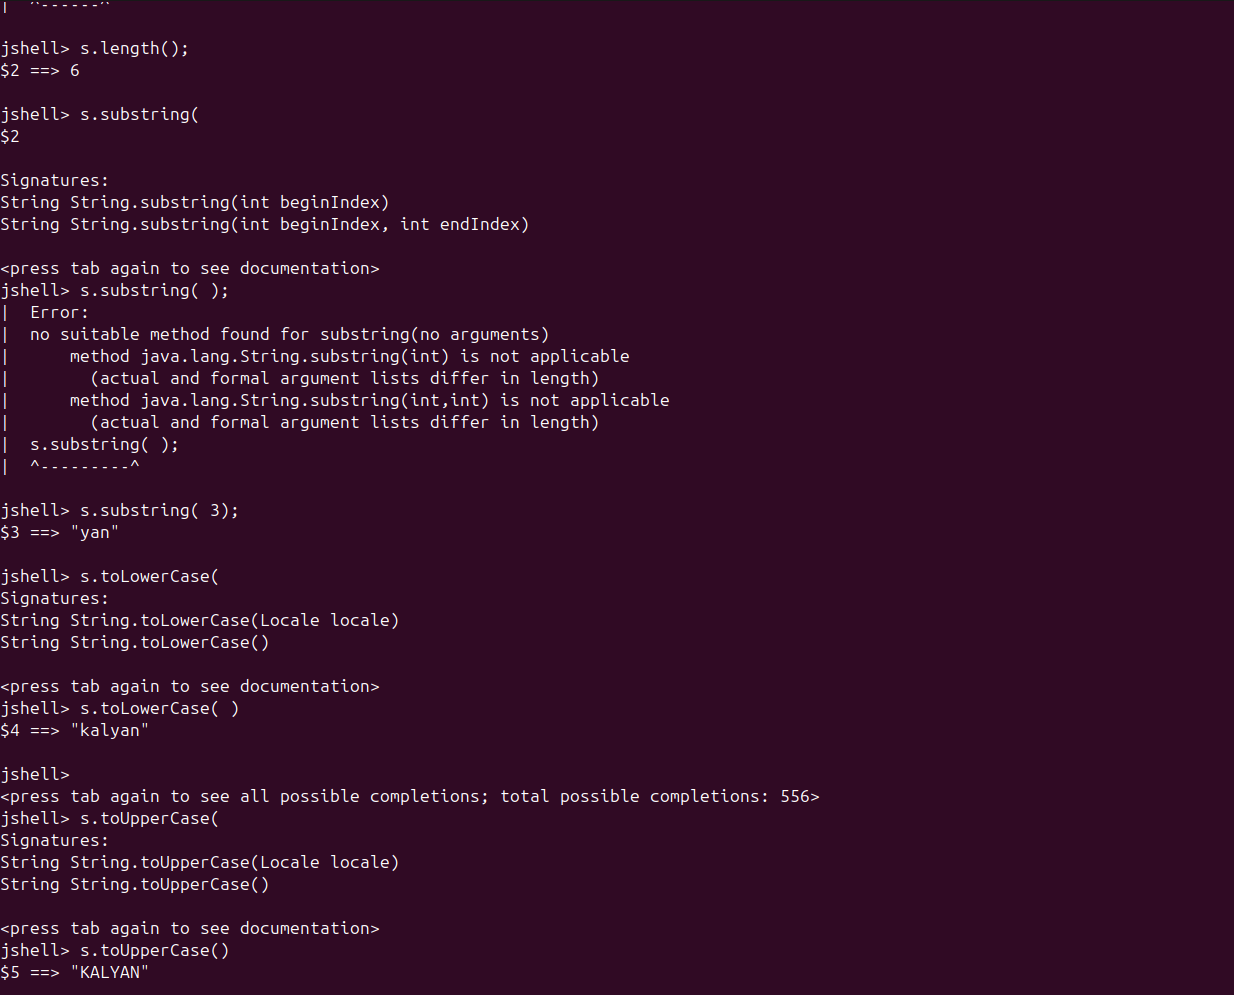 |  ^------^
jshell> s.length();
$2 ==> 6
jshell> s.substring(
$2
Signatures:
String String.substring(int beginIndex)
String String.substring(int beginIndex, int endIndex)
<press tab again to see documentation>
jshell> s.substring( );
|  Error:
|  no suitable method found for substring(no arguments)
|      method java.lang.String.substring(int) is not applicable
|        (actual and formal argument lists differ in length)
|      method java.lang.String.substring(int,int) is not applicable
|        (actual and formal argument lists differ in length)
|  s.substring( );
|  ^---------^
jshell> s.substring( 3);
$3 ==> "yan"
jshell> s.toLowerCase(
Signatures:
String String.toLowerCase(Locale locale)
String String.toLowerCase()
<press tab again to see documentation>
jshell> s.toLowerCase( )
$4 ==> "kalyan"
jshell>
<press tab again to see all possible completions; total possible completions: 556>
jshell> s.toUpperCase(
Signatures:
String String.toUpperCase(Locale locale)
String String.toUpperCase()
<press tab again to see documentation>
jshell> s.toUpperCase()
$5 ==> "KALYAN"